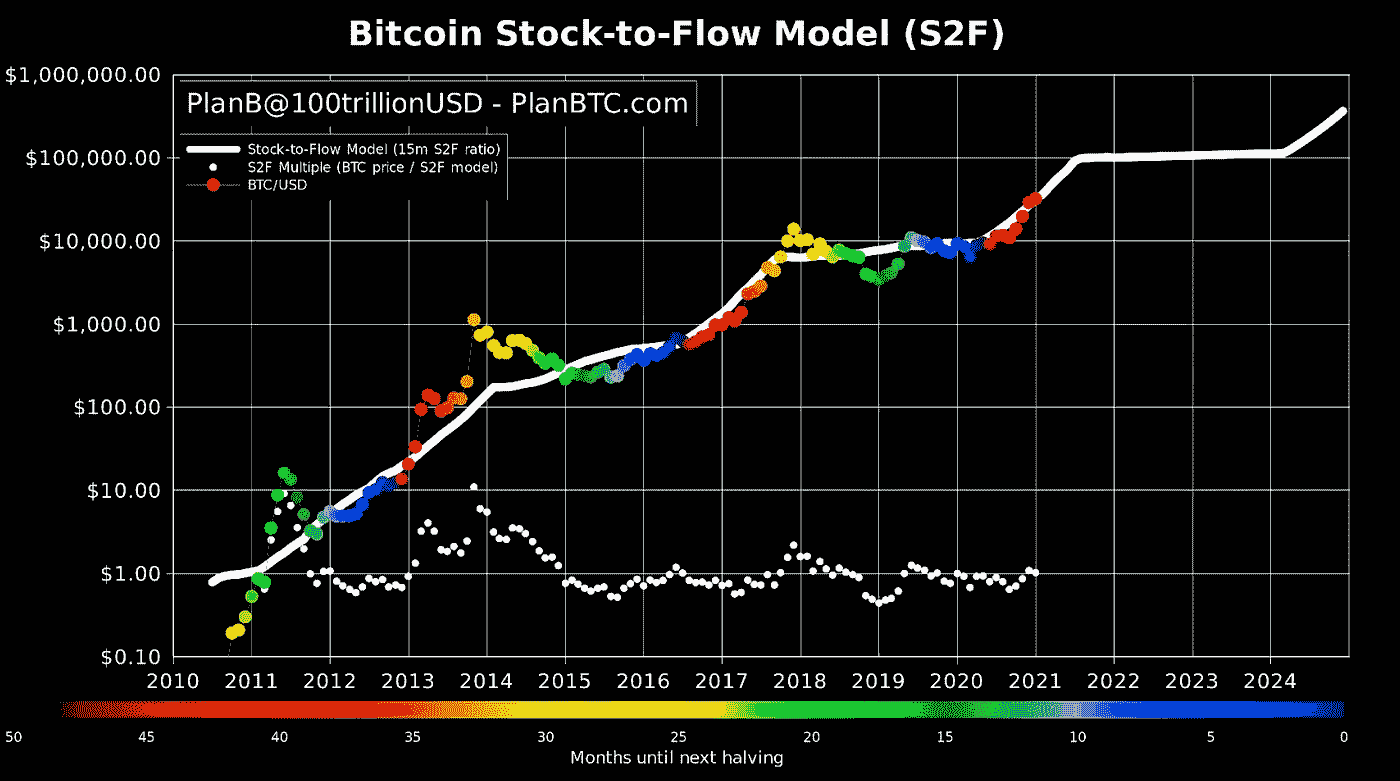 Bitcoin Stock-to-Flow Model (S2F)
$1,000,000.00
PlanB@100trillionUSD - PlanBTC.com
Stock-to-Flow Model (15m S2F ratio)
S2F Multiple (BTC price / S2F model)
BTC/USD
$100,000.00
$10,000.00
$1,000.00
$100.00
$10.00
$1.00
$0.10
2010 2011 2012 2013 2014 2015 2016 2017 2018 2019 2020 2021 2022 2023 2024
50 45 40 35 30 25 20 15 10 5 0
Months until next halving